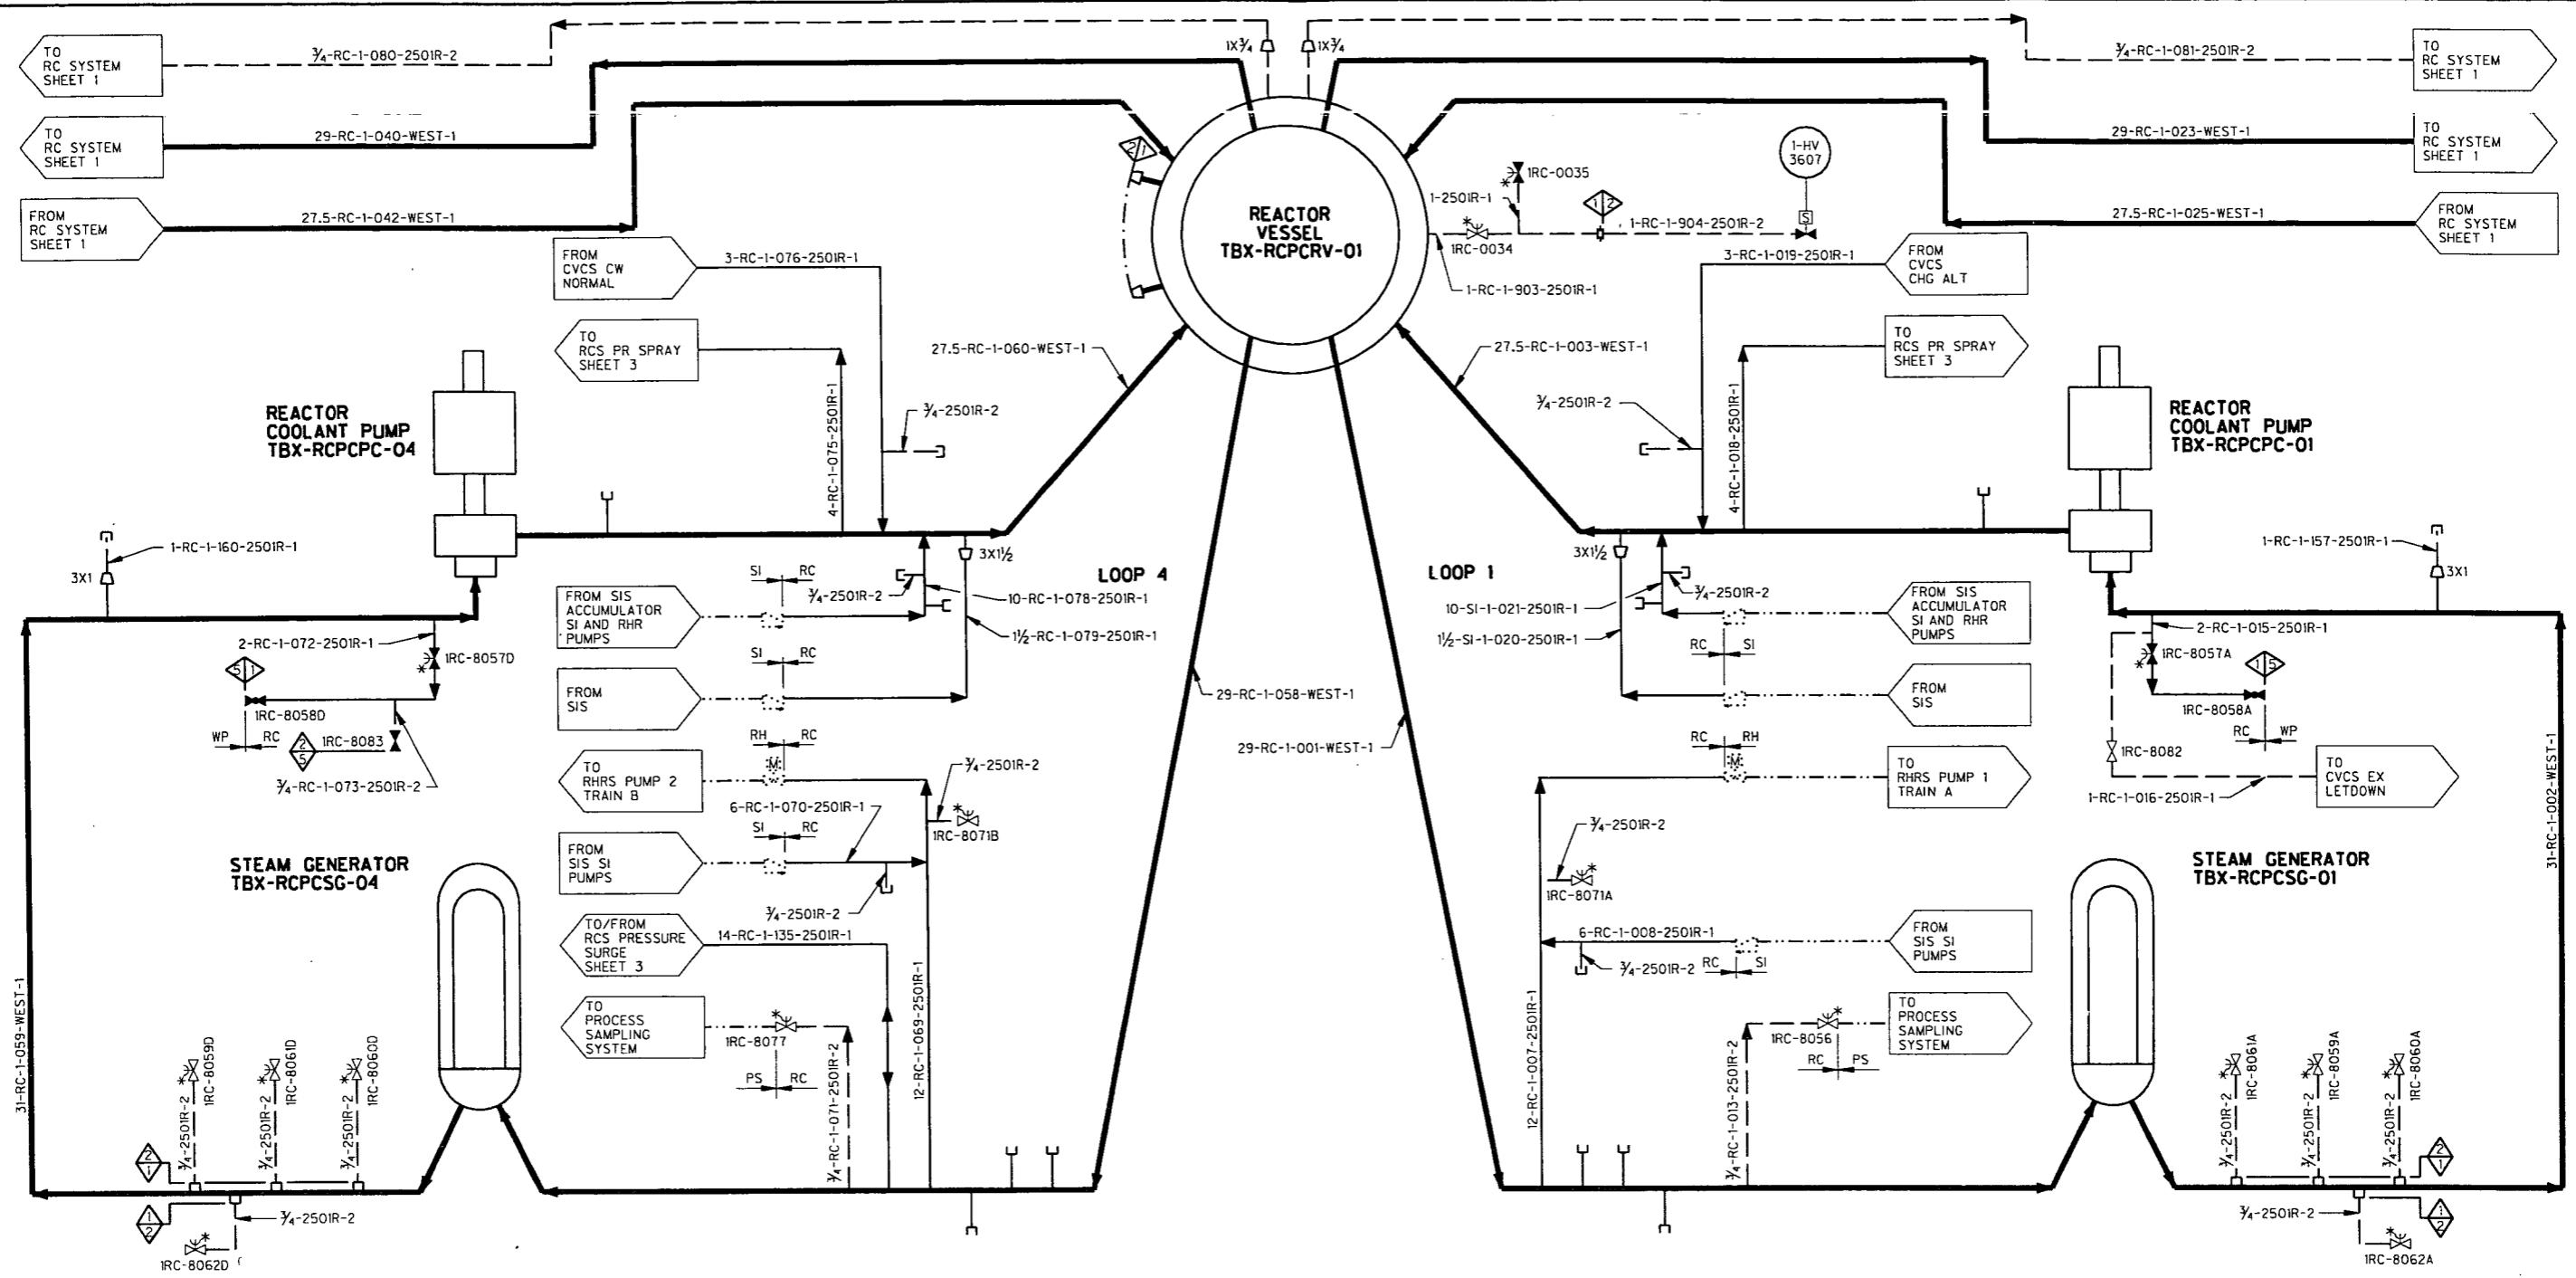 TO
RC SYSTEM
SHEET 1
3/4-RC-1-080-2501R-2
1X3/4
1X3/4
3/4-RC-1-081-2501R-2
TO
RC SYSTEM
SHEET 1
TO
RC SYSTEM
SHEET 1
29-RC-1-040-WEST-1
29-RC-1-023-WEST-1
TO
RC SYSTEM
SHEET 1
FROM
RC SYSTEM
SHEET 1
27.5-RC-1-042-WEST-1
27.5-RC-1-025-WEST-1
FROM
RC SYSTEM
SHEET 1
2 1
REACTOR
VESSEL
TBX-RCPCRV-01
1RC-0035
1-2501R-1
1 2
1-HV
3607
S
1-RC-1-904-2501R-2
1RC-0034
1-RC-1-903-2501R-1
FROM
CVCS CW
NORMAL
3-RC-1-076-2501R-1
3-RC-1-019-2501R-1
FROM
CVCS
CHG ALT
TO
RCS PR SPRAY
SHEET 3
27.5-RC-1-060-WEST-1
27.5-RC-1-003-WEST-1
TO
RCS PR SPRAY
SHEET 3
4-RC-1-075-2501R-1
3/4-2501R-2
3/4-2501R-2
4-RC-1-018-2501R-1
REACTOR
COOLANT PUMP
TBX-RCPCPC-04
REACTOR
COOLANT PUMP
TBX-RCPCPC-01
1-RC-1-160-2501R-1
3X1
3X1½
3X1½
1-RC-1-157-2501R-1
3X1
LOOP 4
LOOP 1
FROM SIS
ACCUMULATOR
SI AND RHR
PUMPS
SI RC
3/4-2501R-2
10-RC-1-078-2501R-1
1½-RC-1-079-2501R-1
10-SI-1-021-2501R-1
3/4-2501R-2
1½-SI-1-020-2501R-1
RC SI
FROM SIS
ACCUMULATOR
SI AND RHR
PUMPS
2-RC-1-072-2501R-1
1RC-8057D
5 1
1RC-8058D
WP RC
2 5
1RC-8083
3/4-RC-1-073-2501R-2
2-RC-1-015-2501R-1
1RC-8057A
1 5
1RC-8058A
RC WP
1RC-8082
1-RC-1-016-2501R-1
TO
CVCS EX
LETDOWN
FROM
SIS
SI RC
FROM
SIS
29-RC-1-058-WEST-1
29-RC-1-001-WEST-1
TO
RHRS PUMP 2
TRAIN B
RH RC
M
3/4-2501R-2
1RC-8071B
RC RH
M
TO
RHRS PUMP 1
TRAIN A
6-RC-1-070-2501R-1
SI RC
FROM
SIS SI
PUMPS
3/4-2501R-2
3/4-2501R-2
1RC-8071A
STEAM GENERATOR
TBX-RCPCSG-04
STEAM GENERATOR
TBX-RCPCSG-01
TO/FROM
RCS PRESSURE
SURGE
SHEET 3
14-RC-1-135-2501R-1
6-RC-1-008-2501R-1
3/4-2501R-2
RC SI
FROM
SIS SI
PUMPS
TO
PROCESS
SAMPLING
SYSTEM
1RC-8077
PS RC
3/4-RC-1-071-2501R-2
12-RC-1-069-2501R-1
12-RC-1-007-2501R-1
3/4-RC-1-013-2501R-2
1RC-8056
RC PS
TO
PROCESS
SAMPLING
SYSTEM
31-RC-1-059-WEST-1
31-RC-1-002-WEST-1
1RC-8059D
1RC-8061D
1RC-8060D
3/4-2501R-2
3/4-2501R-2
3/4-2501R-2
2 1
1 2
3/4-2501R-2
1RC-8062D
1RC-8061A
1RC-8059A
1RC-8060A
3/4-2501R-2
3/4-2501R-2
3/4-2501R-2
2 1
1 2
3/4-2501R-2
1RC-8062A